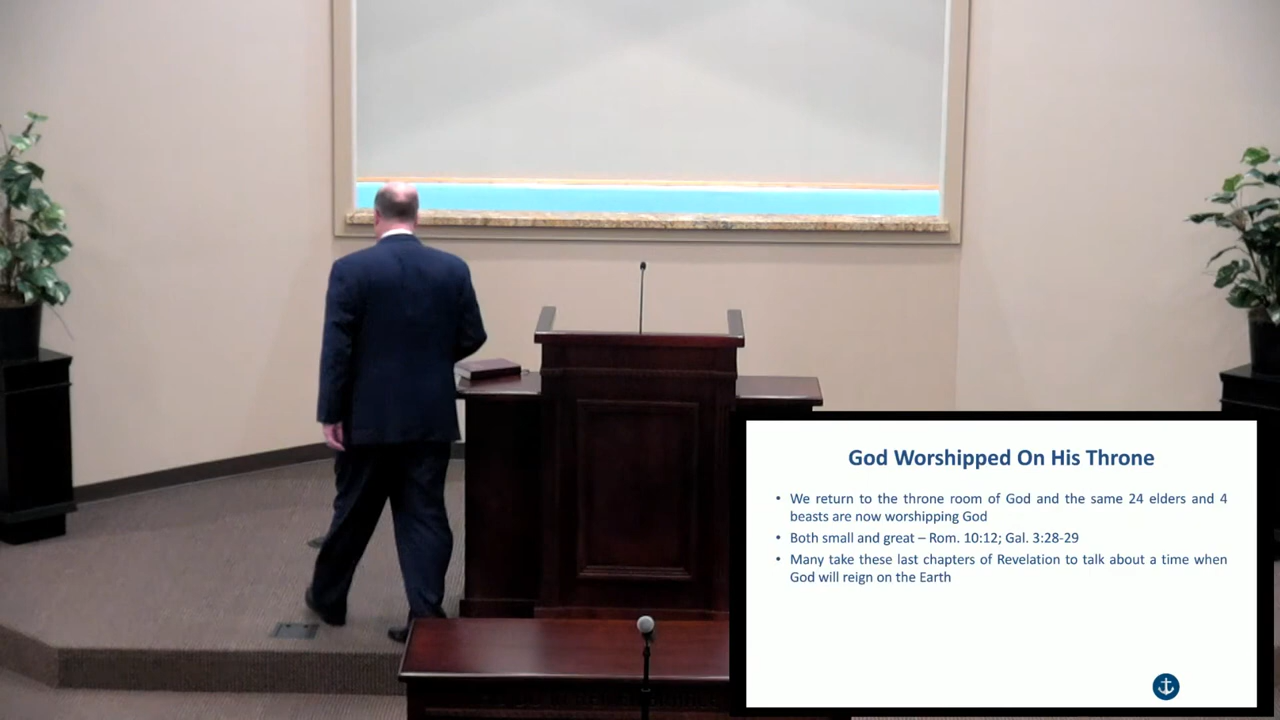 God Worshipped On His Throne
• We return to the throne room of God and the same 24 elders and 4
beasts are now worshipping God
• Both small and great – Rom. 10:12; Gal. 3:28-29
• Many take these last chapters of Revelation to talk about a time when
God will reign on the Earth